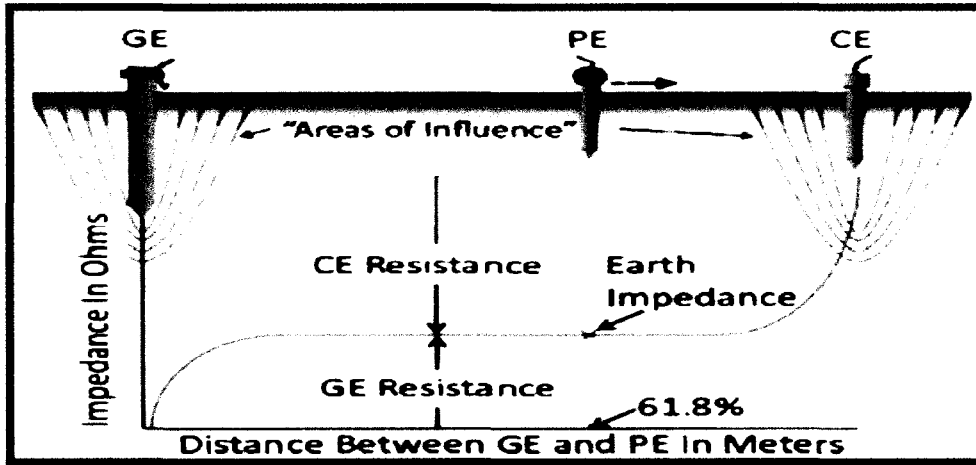 GE PE CE
"Areas of Influence"
Impedance In Ohms
CE Resistance
Earth
Impedance
GE Resistance
61.8%
Distance Between GE and PE In Meters